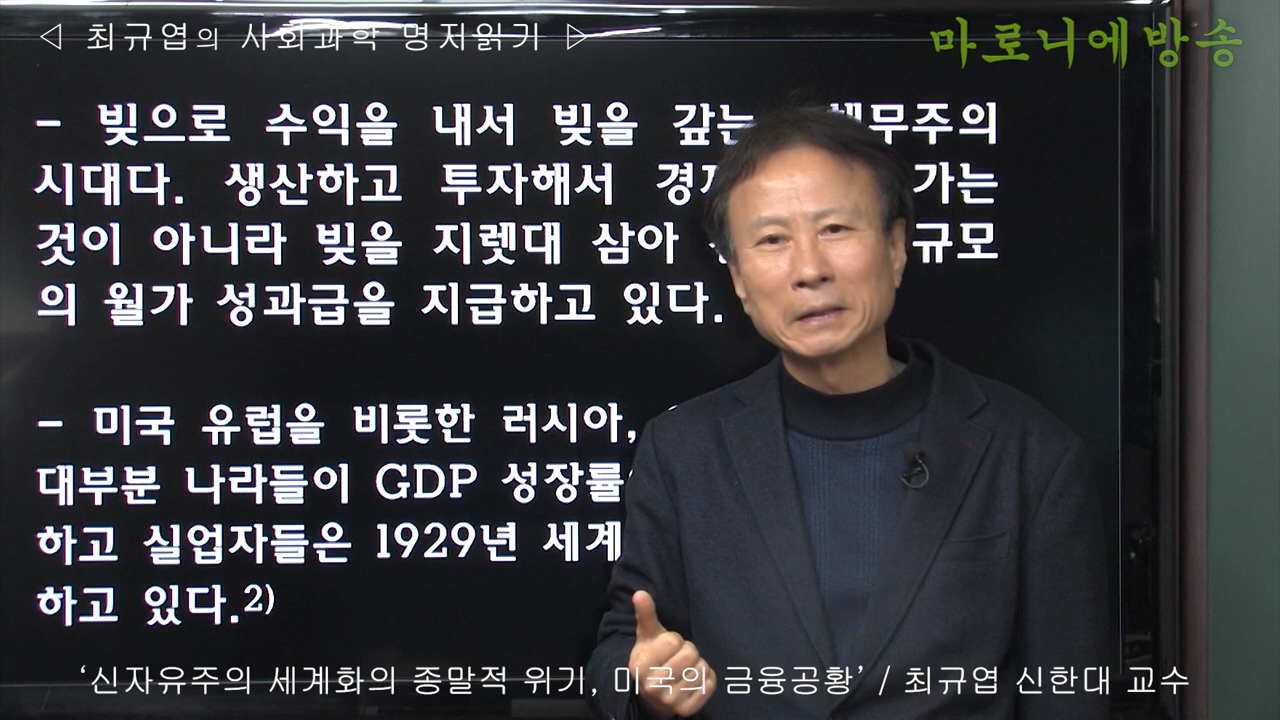 ◁ 최규엽의 사회과학 명저읽기 ▷
마로니에방송
- 빚으로 수익을 내서 빚을 갚는
시대다. 생산하고 투자해서 가는
것이 아니라 빚을 지렛대 삼아 규모
의 월가 성과급을 지급하고 있다.
- 미국 유럽을 비롯한 러시아,
대부분 나라들이 GDP 성장률
하고 실업자들은 1929년 세계
하고 있다.2)
‘신자유주의 세계화의 종말적 위기, 미국의 금융공황’ / 최규엽 신한대 교수